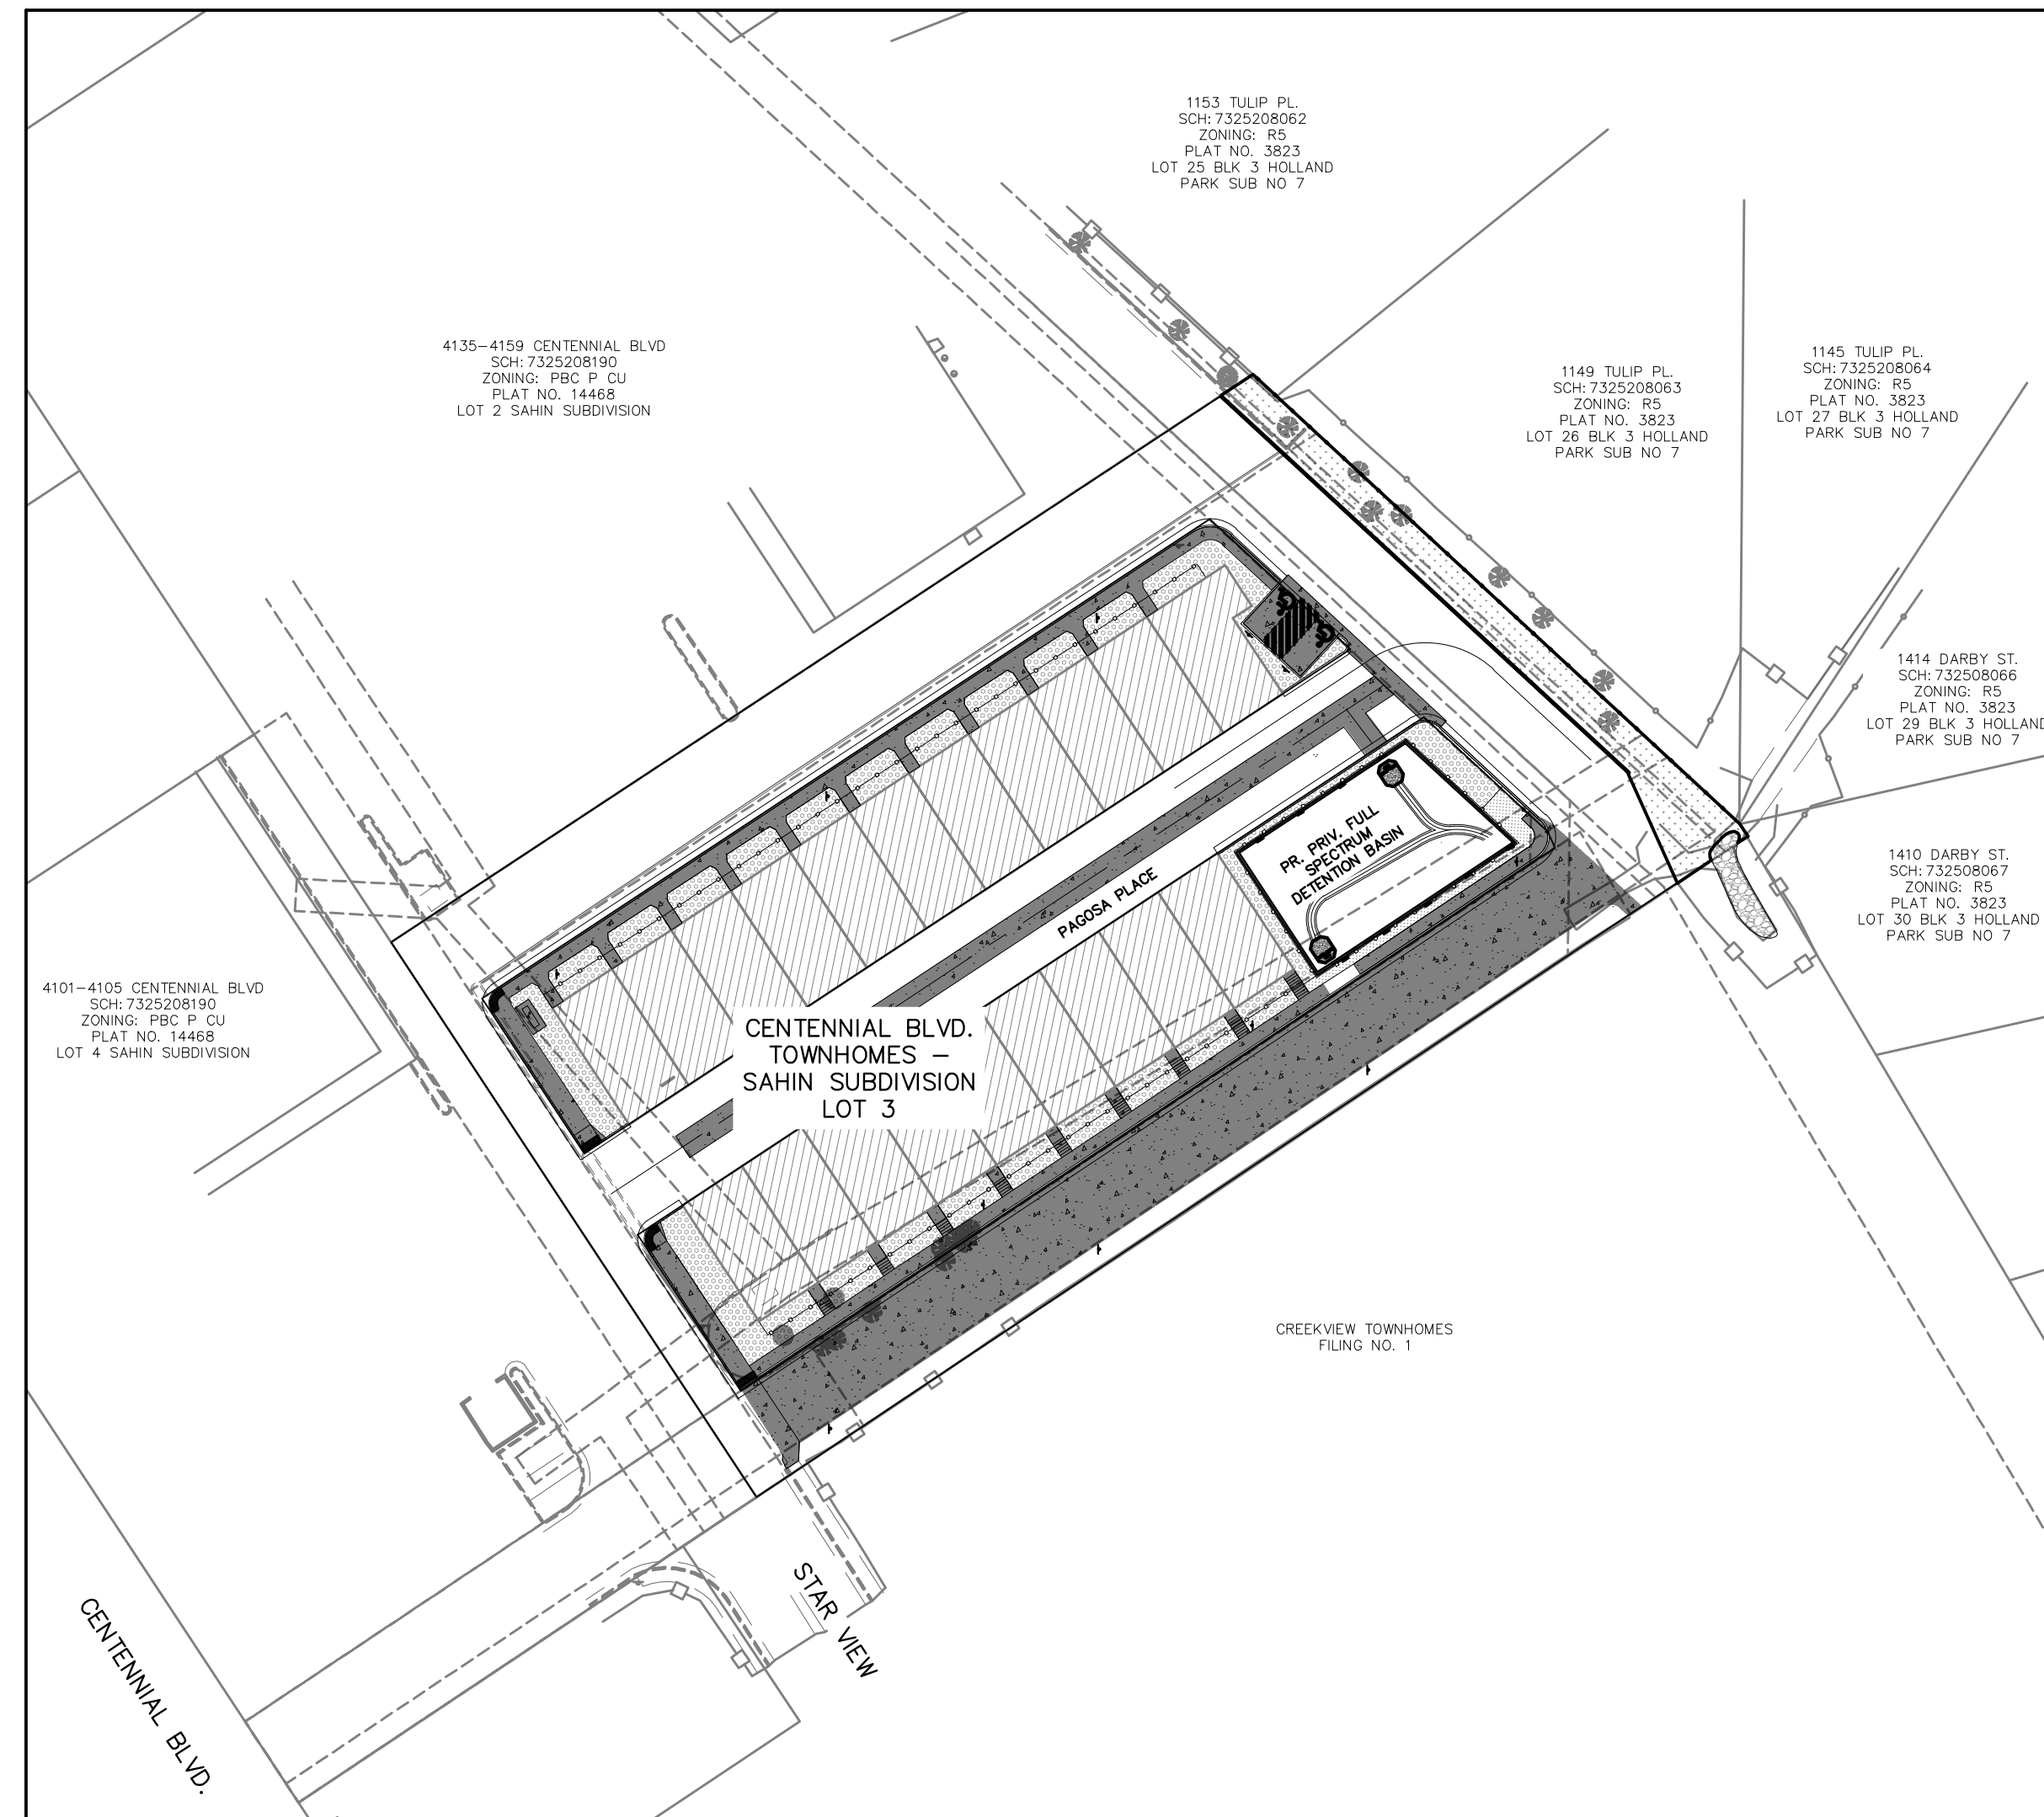 1153 TULIP PL.
SCH: 7325208062
ZONING: R5
PLAT NO. 3823
LOT 25 BLK 3 HOLLAND
PARK SUB NO 7
4135-4159 CENTENNIAL BLVD
SCH: 7325208190
ZONING: PBC P CU
PLAT NO. 14468
LOT 2 SAHIN SUBDIVISION
1149 TULIP PL.
SCH: 7325208063
ZONING: R5
PLAT NO. 3823
LOT 26 BLK 3 HOLLAND
PARK SUB NO 7
1145 TULIP PL.
SCH: 7325208064
ZONING: R5
PLAT NO. 3823
LOT 27 BLK 3 HOLLAND
PARK SUB NO 7
1414 DARBY ST.
SCH: 732508066
ZONING: R5
PLAT NO. 3823
LOT 29 BLK 3 HOLLAND
PARK SUB NO 7
1410 DARBY ST.
SCH: 732508067
ZONING: R5
PLAT NO. 3823
LOT 30 BLK 3 HOLLAND
PARK SUB NO 7
PR. PRIV. FULL
SPECTRUM
DETENTION BASIN
PAGOSA PLACE
4101-4105 CENTENNIAL BLVD
SCH: 7325208190
ZONING: PBC P CU
PLAT NO. 14468
LOT 4 SAHIN SUBDIVISION
CENTENNIAL BLVD.
TOWNHOMES -
SAHIN SUBDIVISION
LOT 3
CREEKVIEW TOWNHOMES
FILING NO. 1
STAR VIEW
CENTENNIAL BLVD.